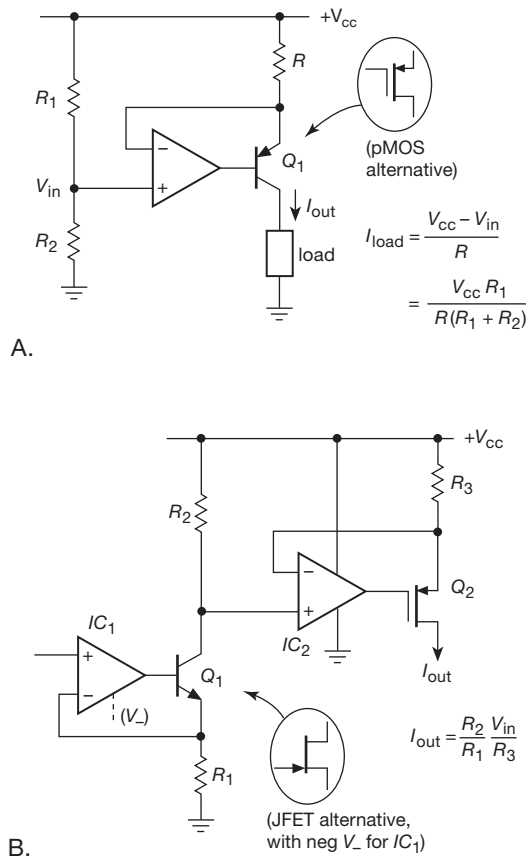 +Vcc
R
R1
−
+
Vin
Q1
(pMOS
alternative)
Iout
R2
load
Iload = Vcc – Vin / R
= Vcc R1 / R(R1 + R2)
A.
+Vcc
R2
R3
−
+
Q2
IC1
IC2
+
−
Q1
Iout
(V–)
Iout = R2/R1 Vin/R3
R1
(JFET alternative,
with neg V– for IC1)
B.